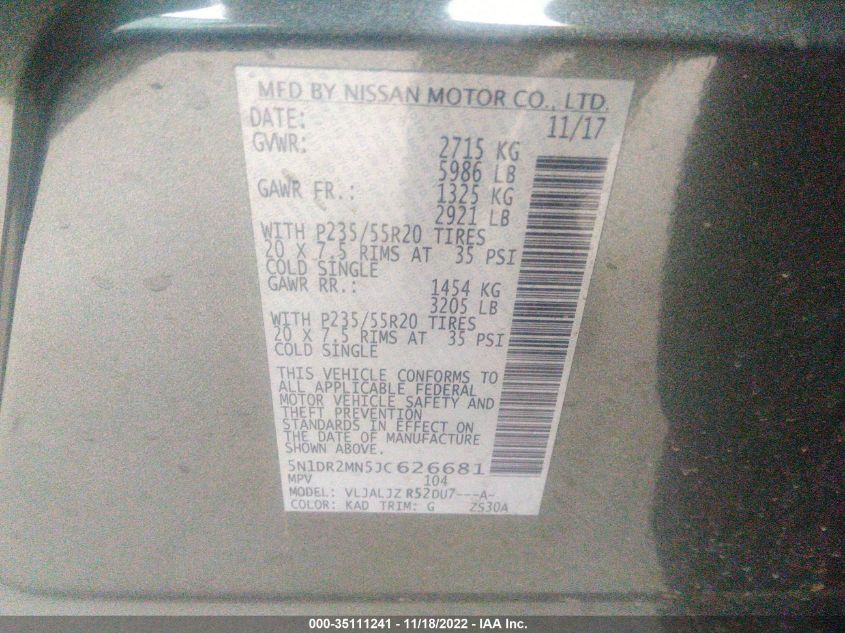 MFD BY NISSAN MOTOR CO., LTD.
DATE: 11/17
GVWR: 2715 KG
5986 LB
GAWR FR.: 1325 KG
2921 LB
WITH P235/55R20 TIRES
20 X 7.5 RIMS AT 35 PSI
COLD SINGLE
GAWR RR.: 1454 KG
3205 LB
WITH P235/55R20 TIRES
20 X 7.5 RIMS AT 35 PSI
COLD SINGLE
THIS VEHICLE CONFORMS TO
ALL APPLICABLE FEDERAL
MOTOR VEHICLE SAFETY AND
THEFT PREVENTION
STANDARDS IN EFFECT ON
THE DATE OF MANUFACTURE
SHOWN ABOVE.
5N1DR2MN5JC626681
MPV 104
MODEL: VLJALJZ R52DU7---A-
COLOR: KAD TRIM: G ZS30A
000-35111241 - 11/18/2022 - IAA Inc.